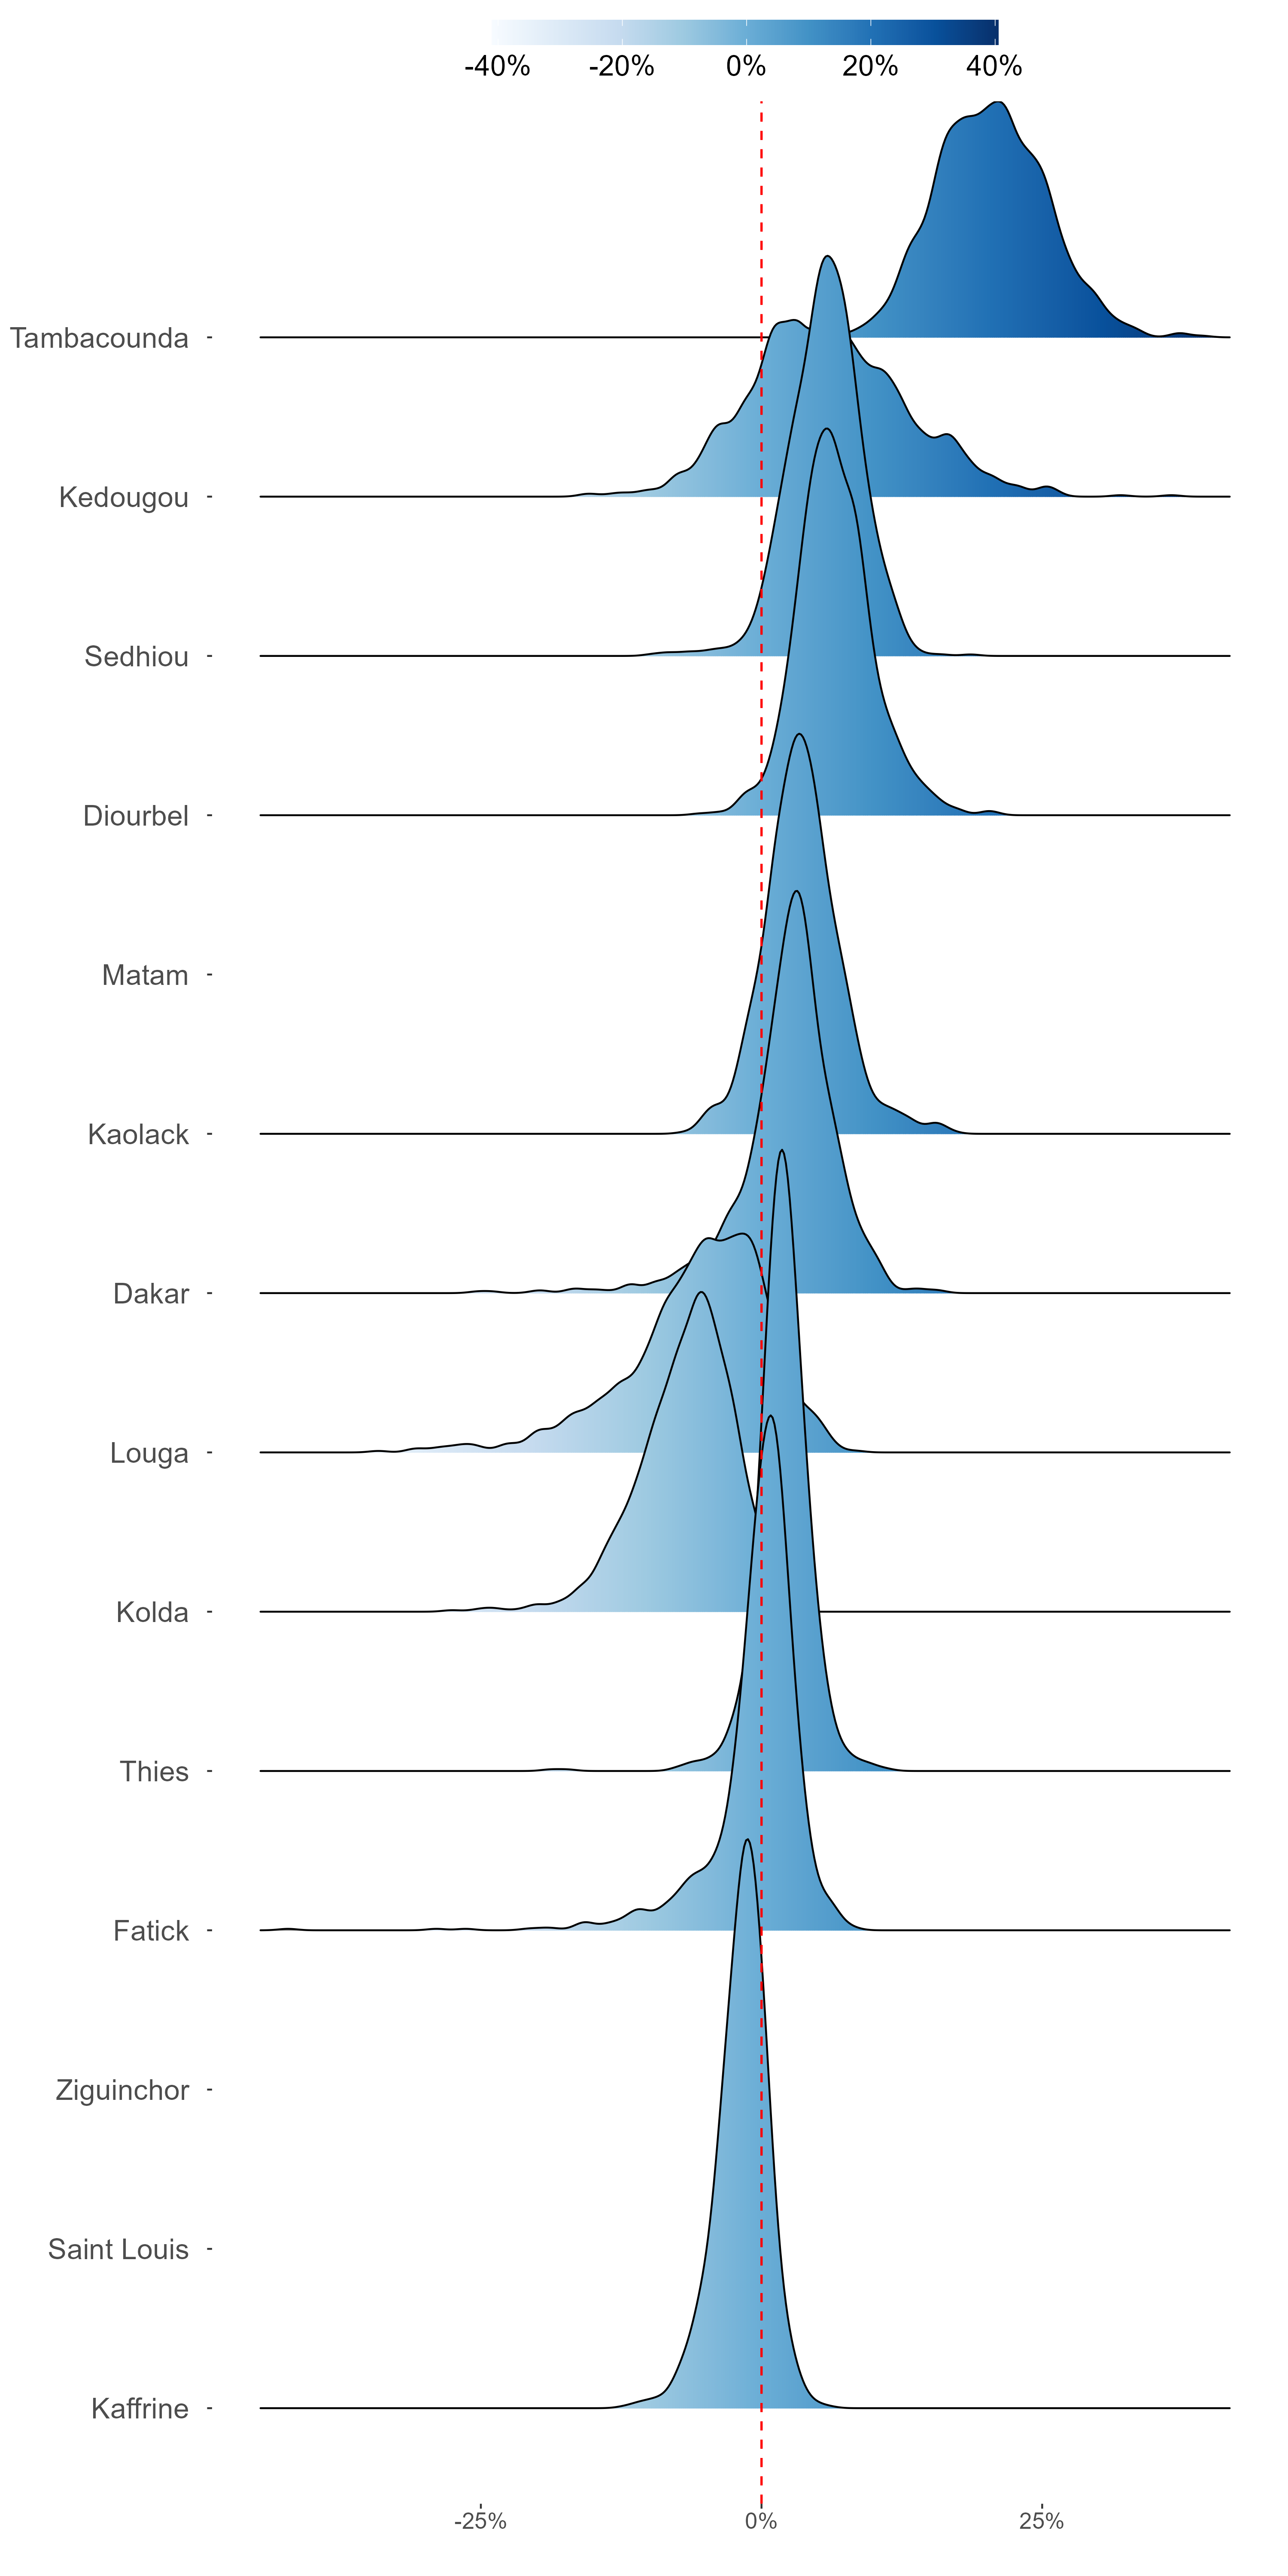 -40% -20% 0% 20% 40%
Tambacounda
Kedougou
Sedhiou
Diourbel
Matam
Kaolack
Dakar
Louga
Kolda
Thies
Fatick
Ziguinchor
Saint Louis
Kaffrine
-25% 0% 25%